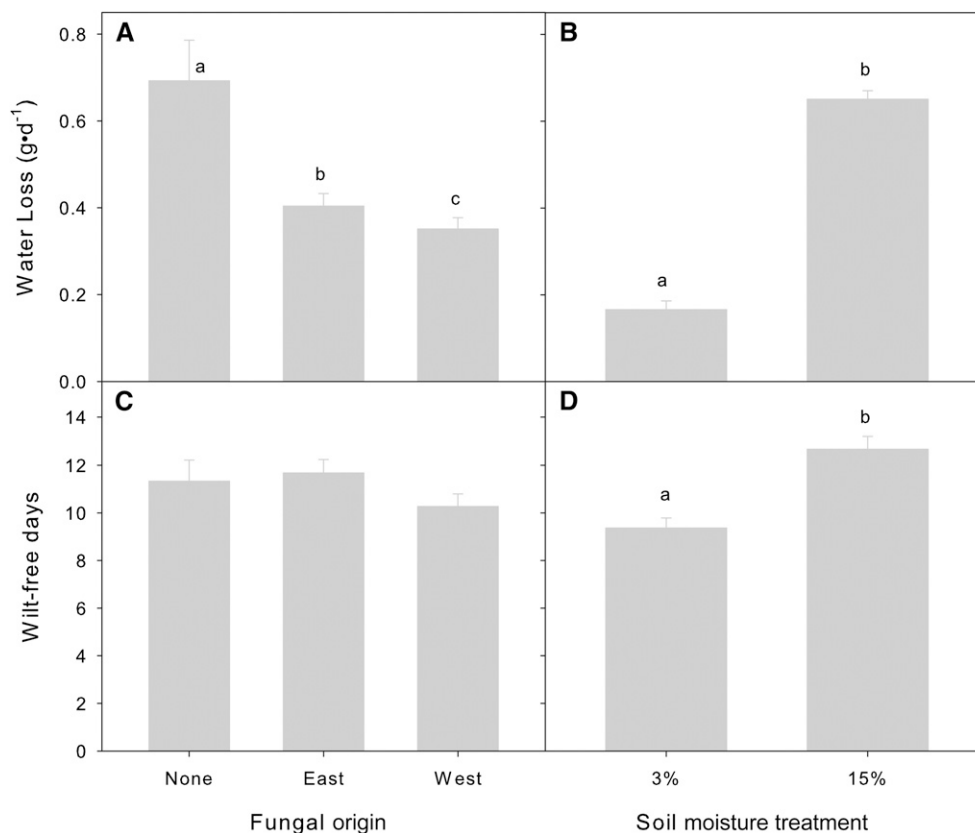 A
B
0.8
0.6
0.4
0.2
0.0
Water Loss (g•d⁻¹)
a
b
c
a
b
C
D
14
12
10
8
6
4
2
0
Wilt-free days
a
b
None
East
West
3%
15%
Fungal origin
Soil moisture treatment